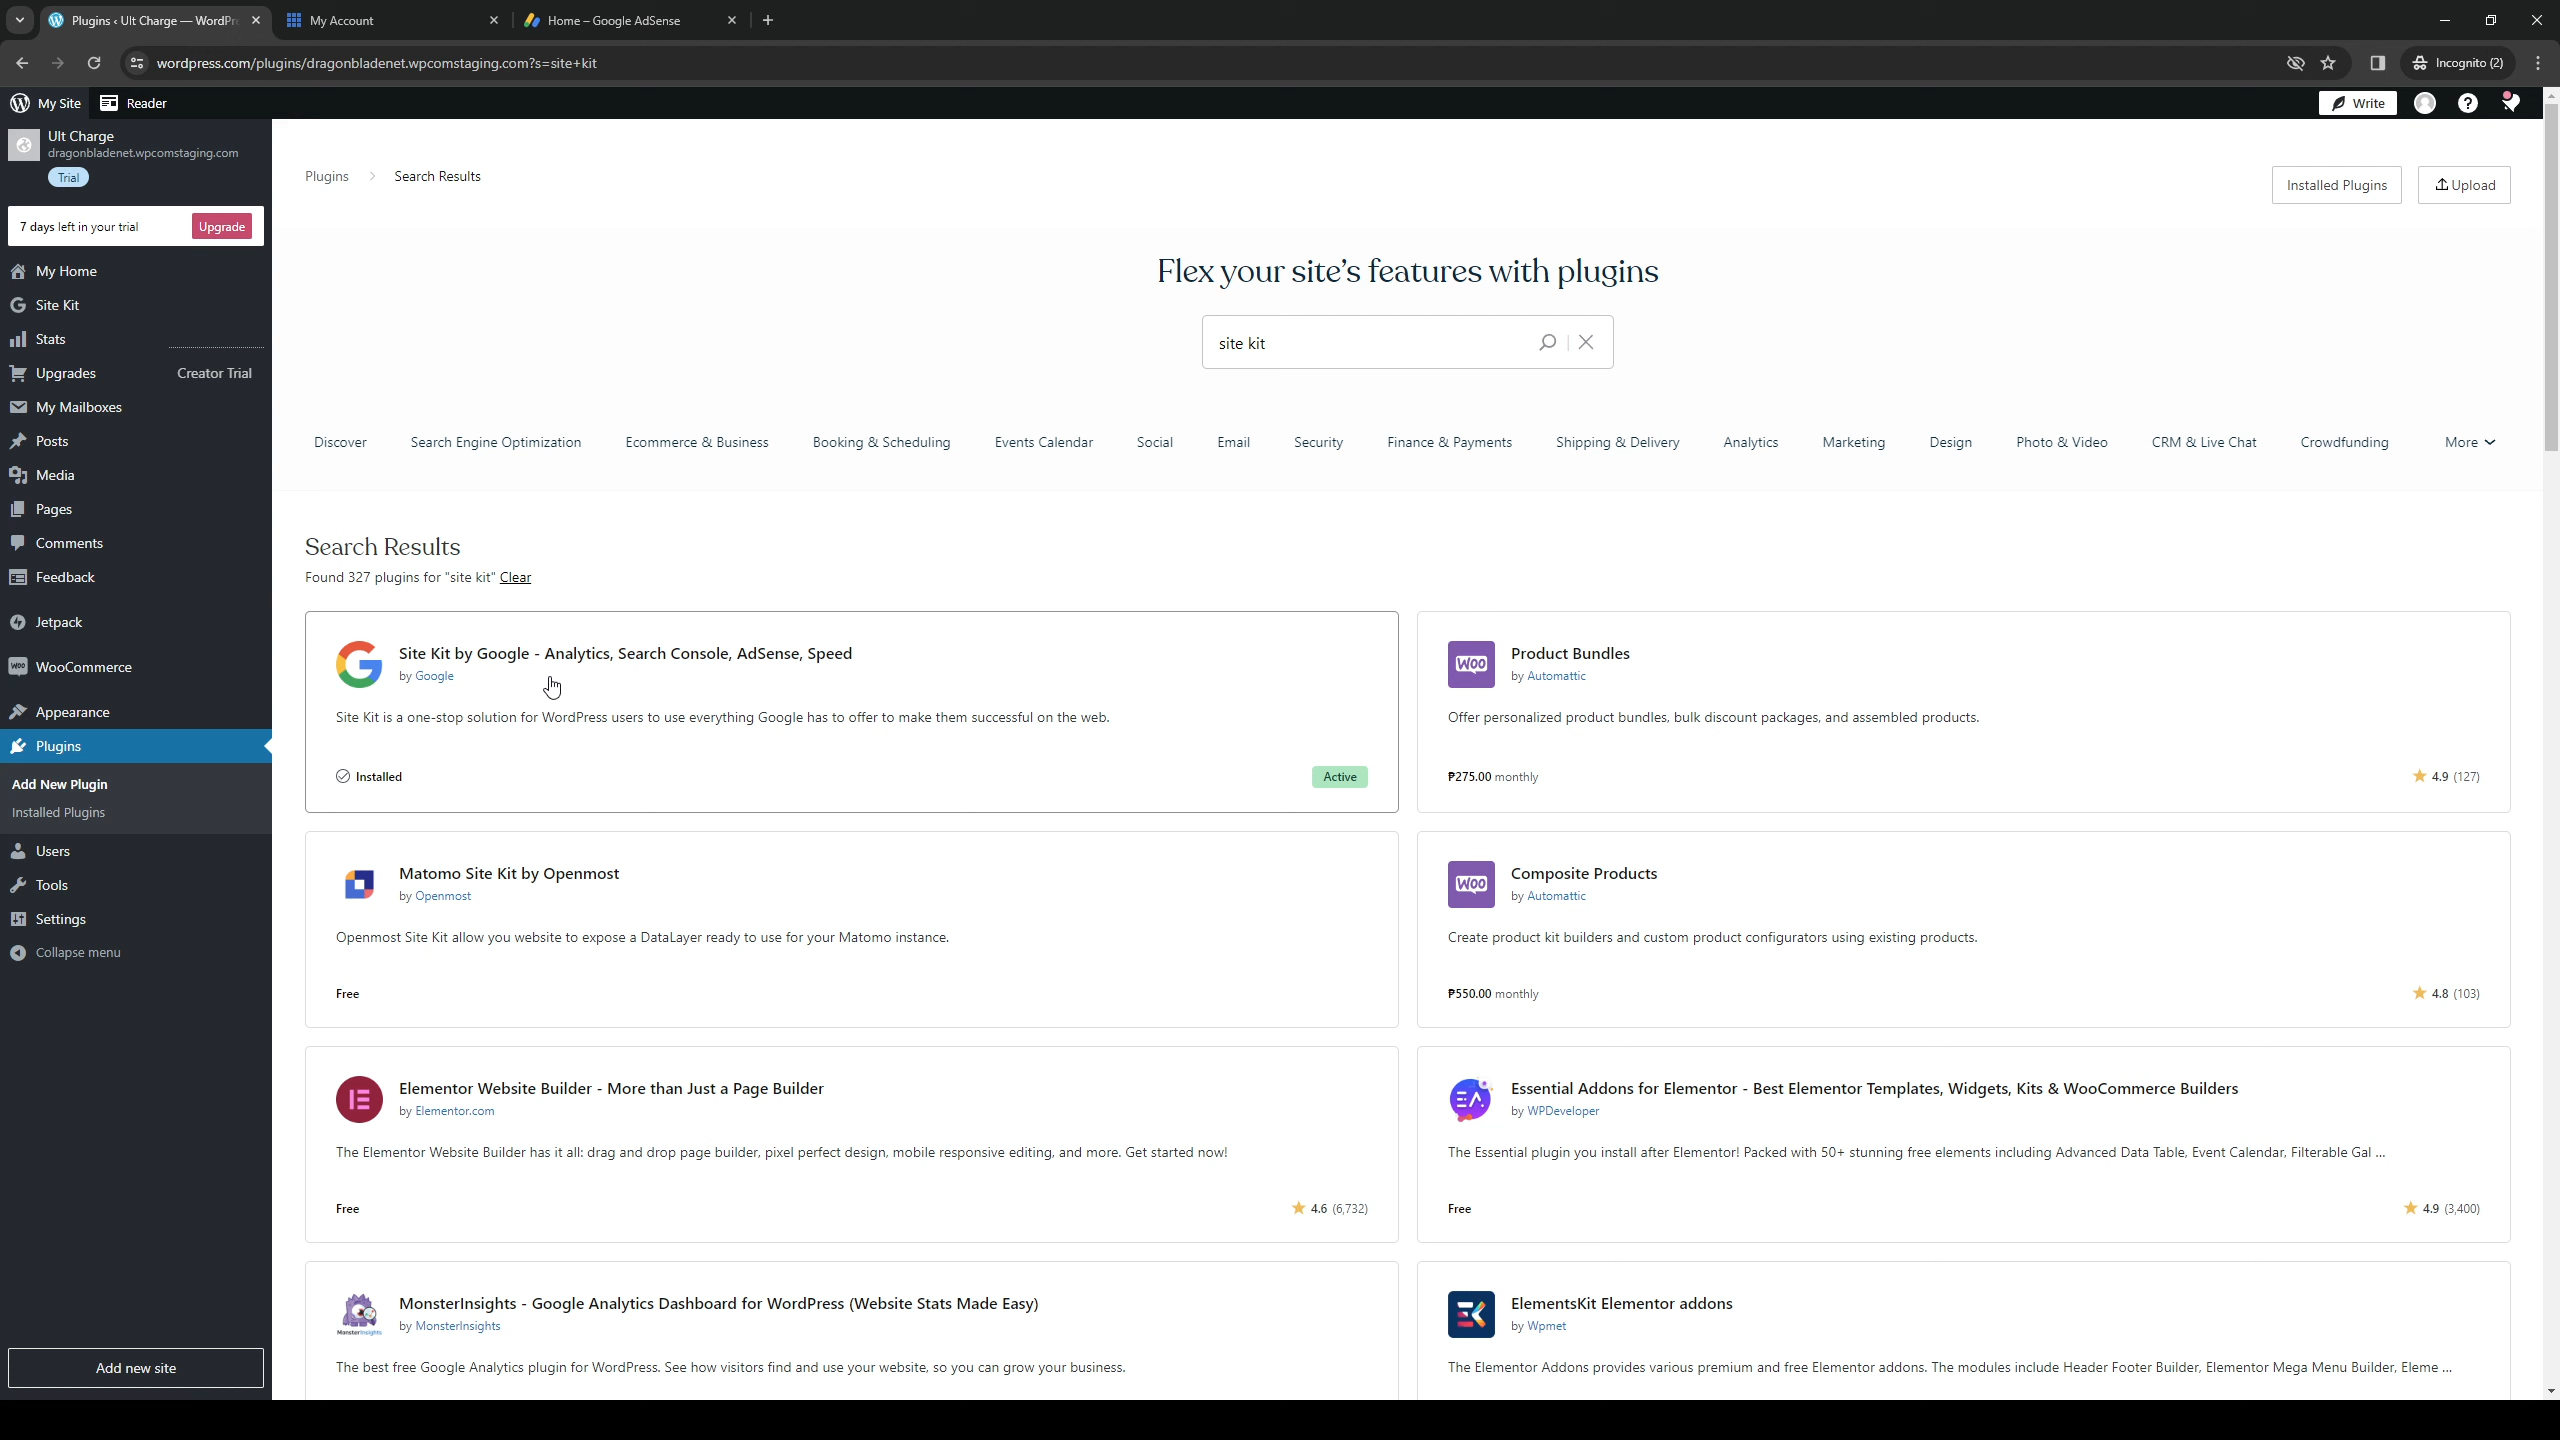 Plugins ‹ Ult Charge — WordPr
My Account
Home – Google AdSense
wordpress.com/plugins/dragonbladenet.wpcomstaging.com?s=site+kit
Incognito (2)
My Site
Reader
Write
Ult Charge
dragonbladenet.wpcomstaging.com
Trial
7 days left in your trial
Upgrade
My Home
Site Kit
Stats
Upgrades
Creator Trial
My Mailboxes
Posts
Media
Pages
Comments
Feedback
Jetpack
WooCommerce
Appearance
Plugins
Add New Plugin
Installed Plugins
Users
Tools
Settings
Collapse menu
Add new site
Plugins
Search Results
Installed Plugins
Upload
Flex your site's features with plugins
site kit
Discover
Search Engine Optimization
Ecommerce & Business
Booking & Scheduling
Events Calendar
Social
Email
Security
Finance & Payments
Shipping & Delivery
Analytics
Marketing
Design
Photo & Video
CRM & Live Chat
Crowdfunding
More
Search Results
Found 327 plugins for "site kit" Clear
Site Kit by Google - Analytics, Search Console, AdSense, Speed
by Google
Site Kit is a one-stop solution for WordPress users to use everything Google has to offer to make them successful on the web.
Installed
Active
Woo
Product Bundles
by Automattic
Offer personalized product bundles, bulk discount packages, and assembled products.
₱275.00 monthly
4.9 (127)
Matomo Site Kit by Openmost
by Openmost
Openmost Site Kit allow you website to expose a DataLayer ready to use for your Matomo instance.
Free
Woo
Composite Products
by Automattic
Create product kit builders and custom product configurators using existing products.
₱550.00 monthly
4.8 (103)
Elementor Website Builder - More than Just a Page Builder
by Elementor.com
The Elementor Website Builder has it all: drag and drop page builder, pixel perfect design, mobile responsive editing, and more. Get started now!
Free
4.6 (6,732)
Essential Addons for Elementor - Best Elementor Templates, Widgets, Kits & WooCommerce Builders
by WPDeveloper
The Essential plugin you install after Elementor! Packed with 50+ stunning free elements including Advanced Data Table, Event Calendar, Filterable Gal ...
Free
4.9 (3,400)
MonsterInsights
MonsterInsights - Google Analytics Dashboard for WordPress (Website Stats Made Easy)
by MonsterInsights
The best free Google Analytics plugin for WordPress. See how visitors find and use your website, so you can grow your business.
ElementsKit Elementor addons
by Wpmet
The Elementor Addons provides various premium and free Elementor addons. The modules include Header Footer Builder, Elementor Mega Menu Builder, Eleme ...